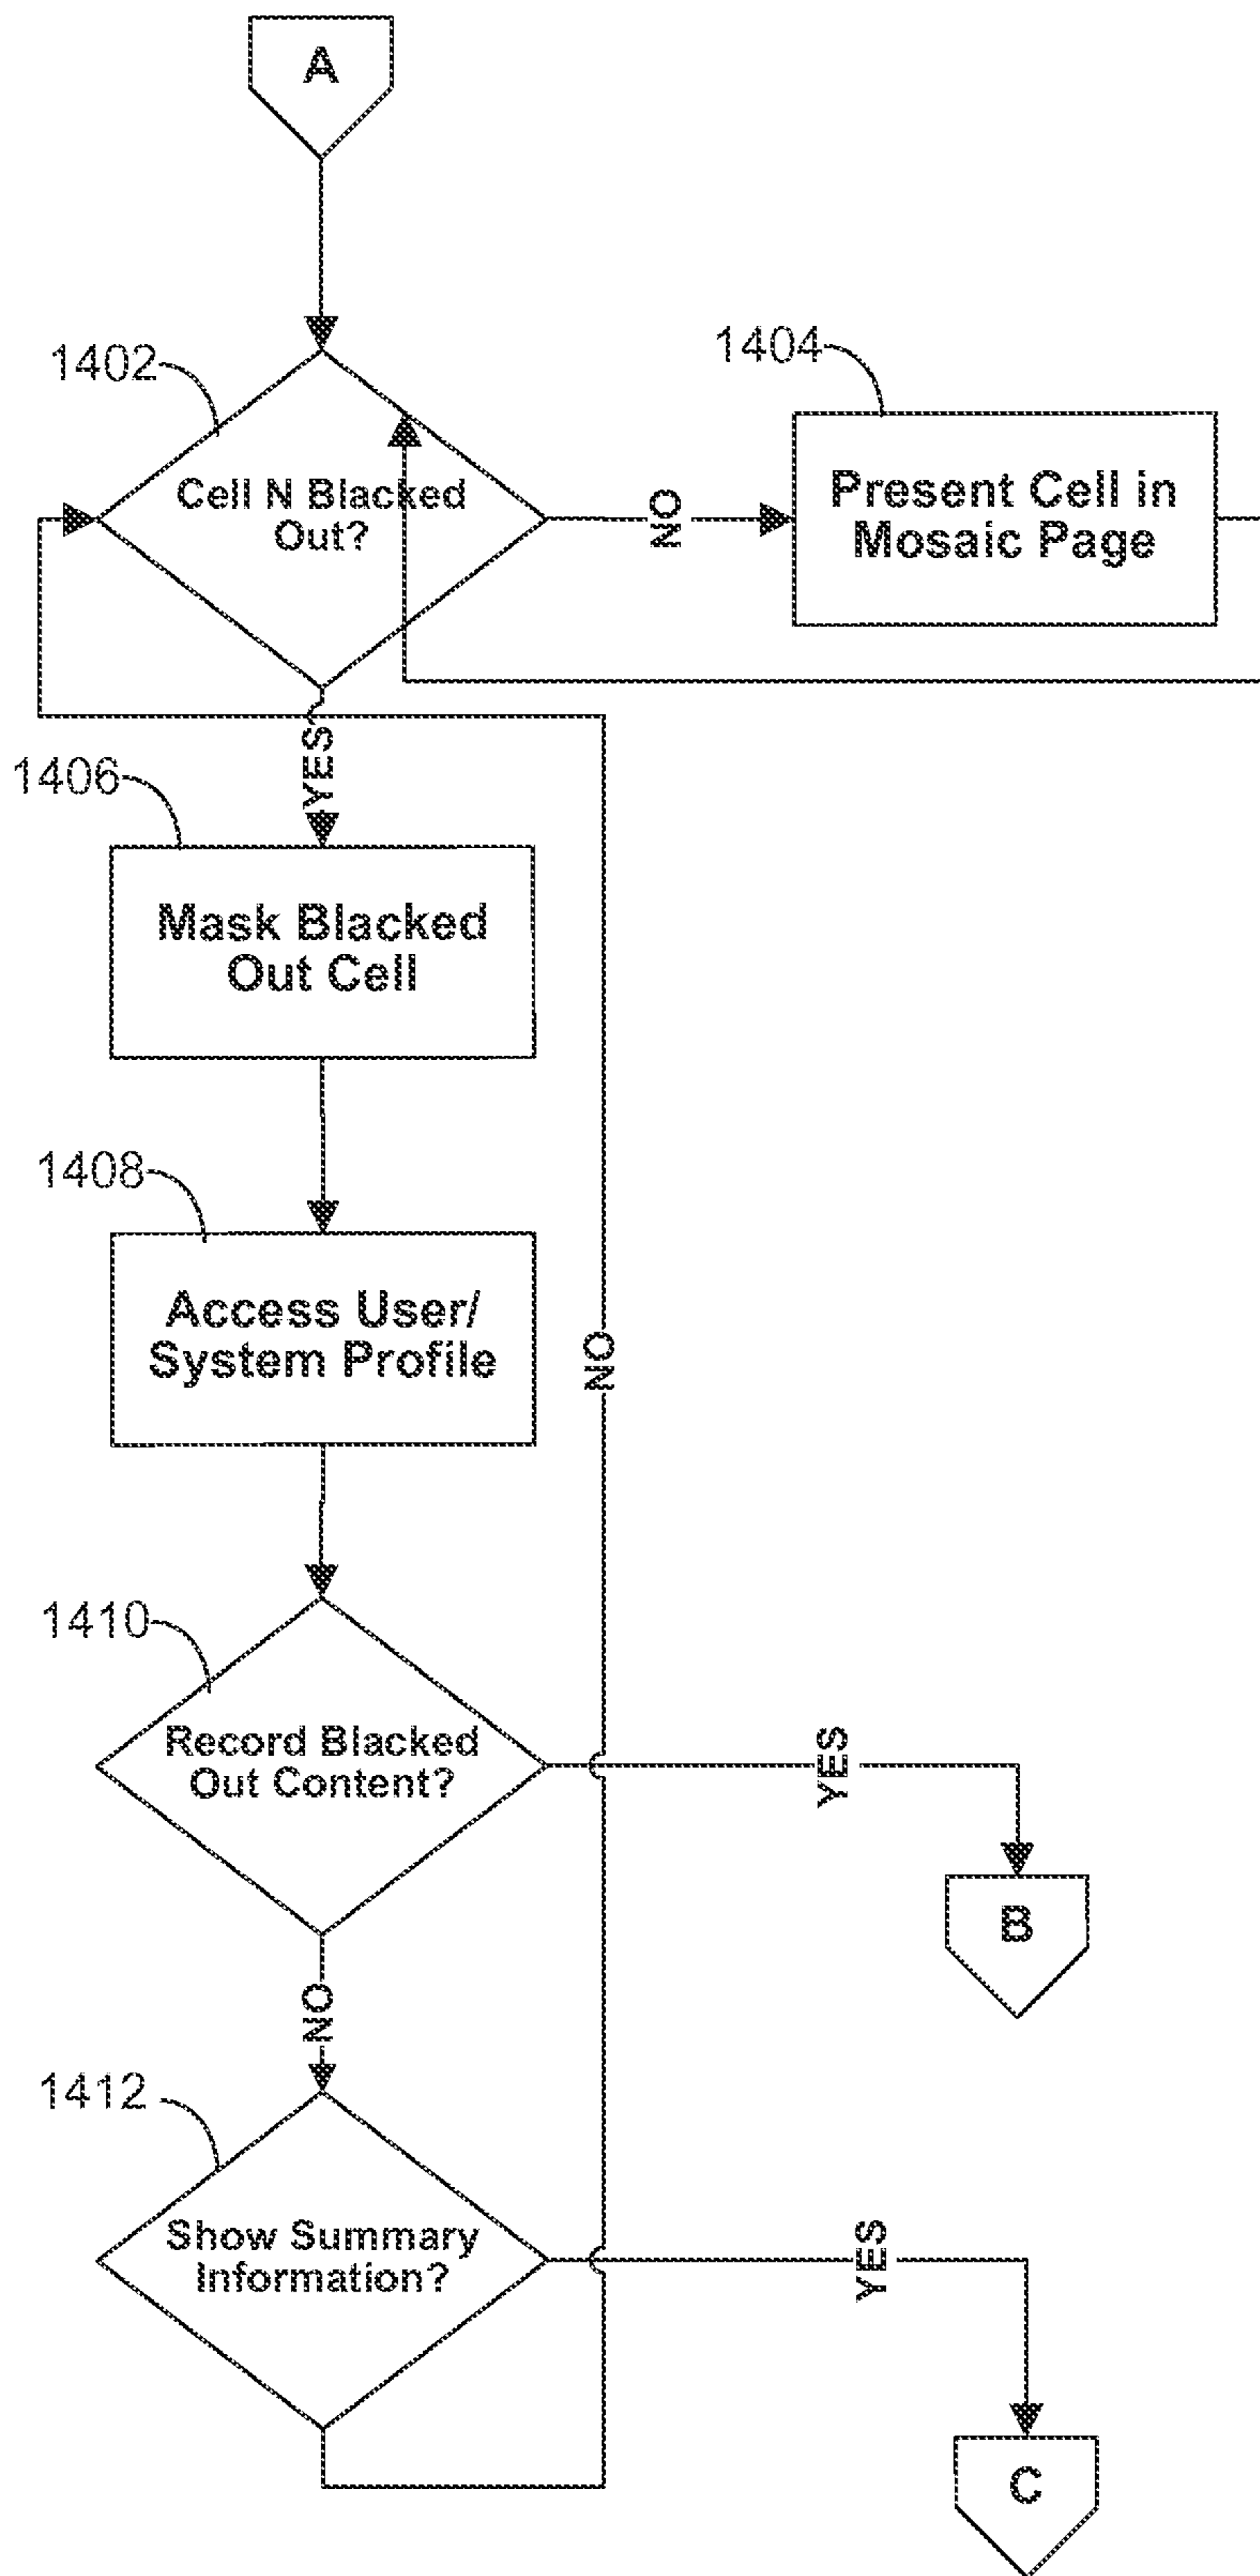 A
1402
1404
Cell N Blacked
Out?
NO
Present Cell in
Mosaic Page
YES
1406
Mask Blacked
Out Cell
1408
Access User/
System Profile
NO
1410
Record Blacked
Out Content?
YES
B
NO
1412
Show Summary
Information?
YES
C